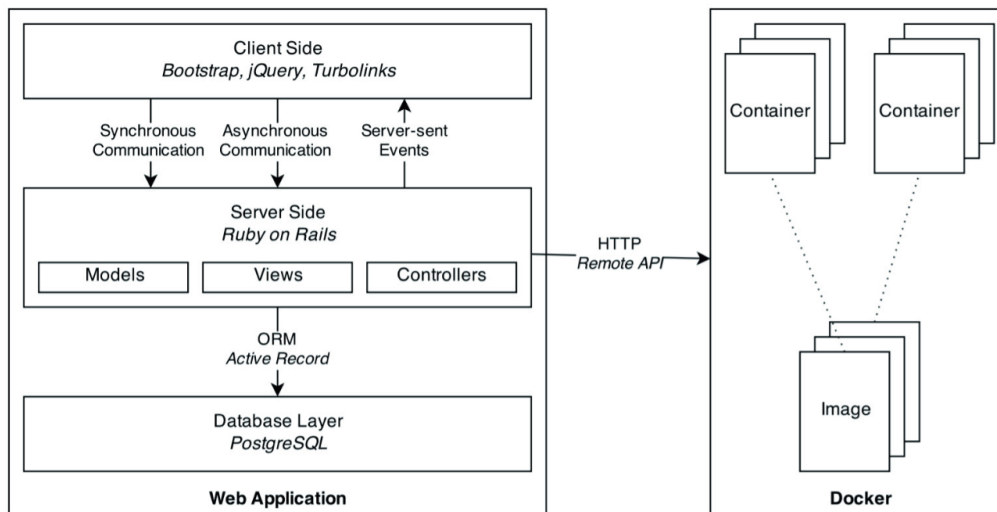 Client Side
Bootstrap, jQuery, Turbolinks
Synchronous
Communication
Asynchronous
Communication
Server-sent
Events
Server Side
Ruby on Rails
Models
Views
Controllers
ORM
Active Record
Database Layer
PostgreSQL
Web Application
HTTP
Remote API
Container
Container
Image
Docker